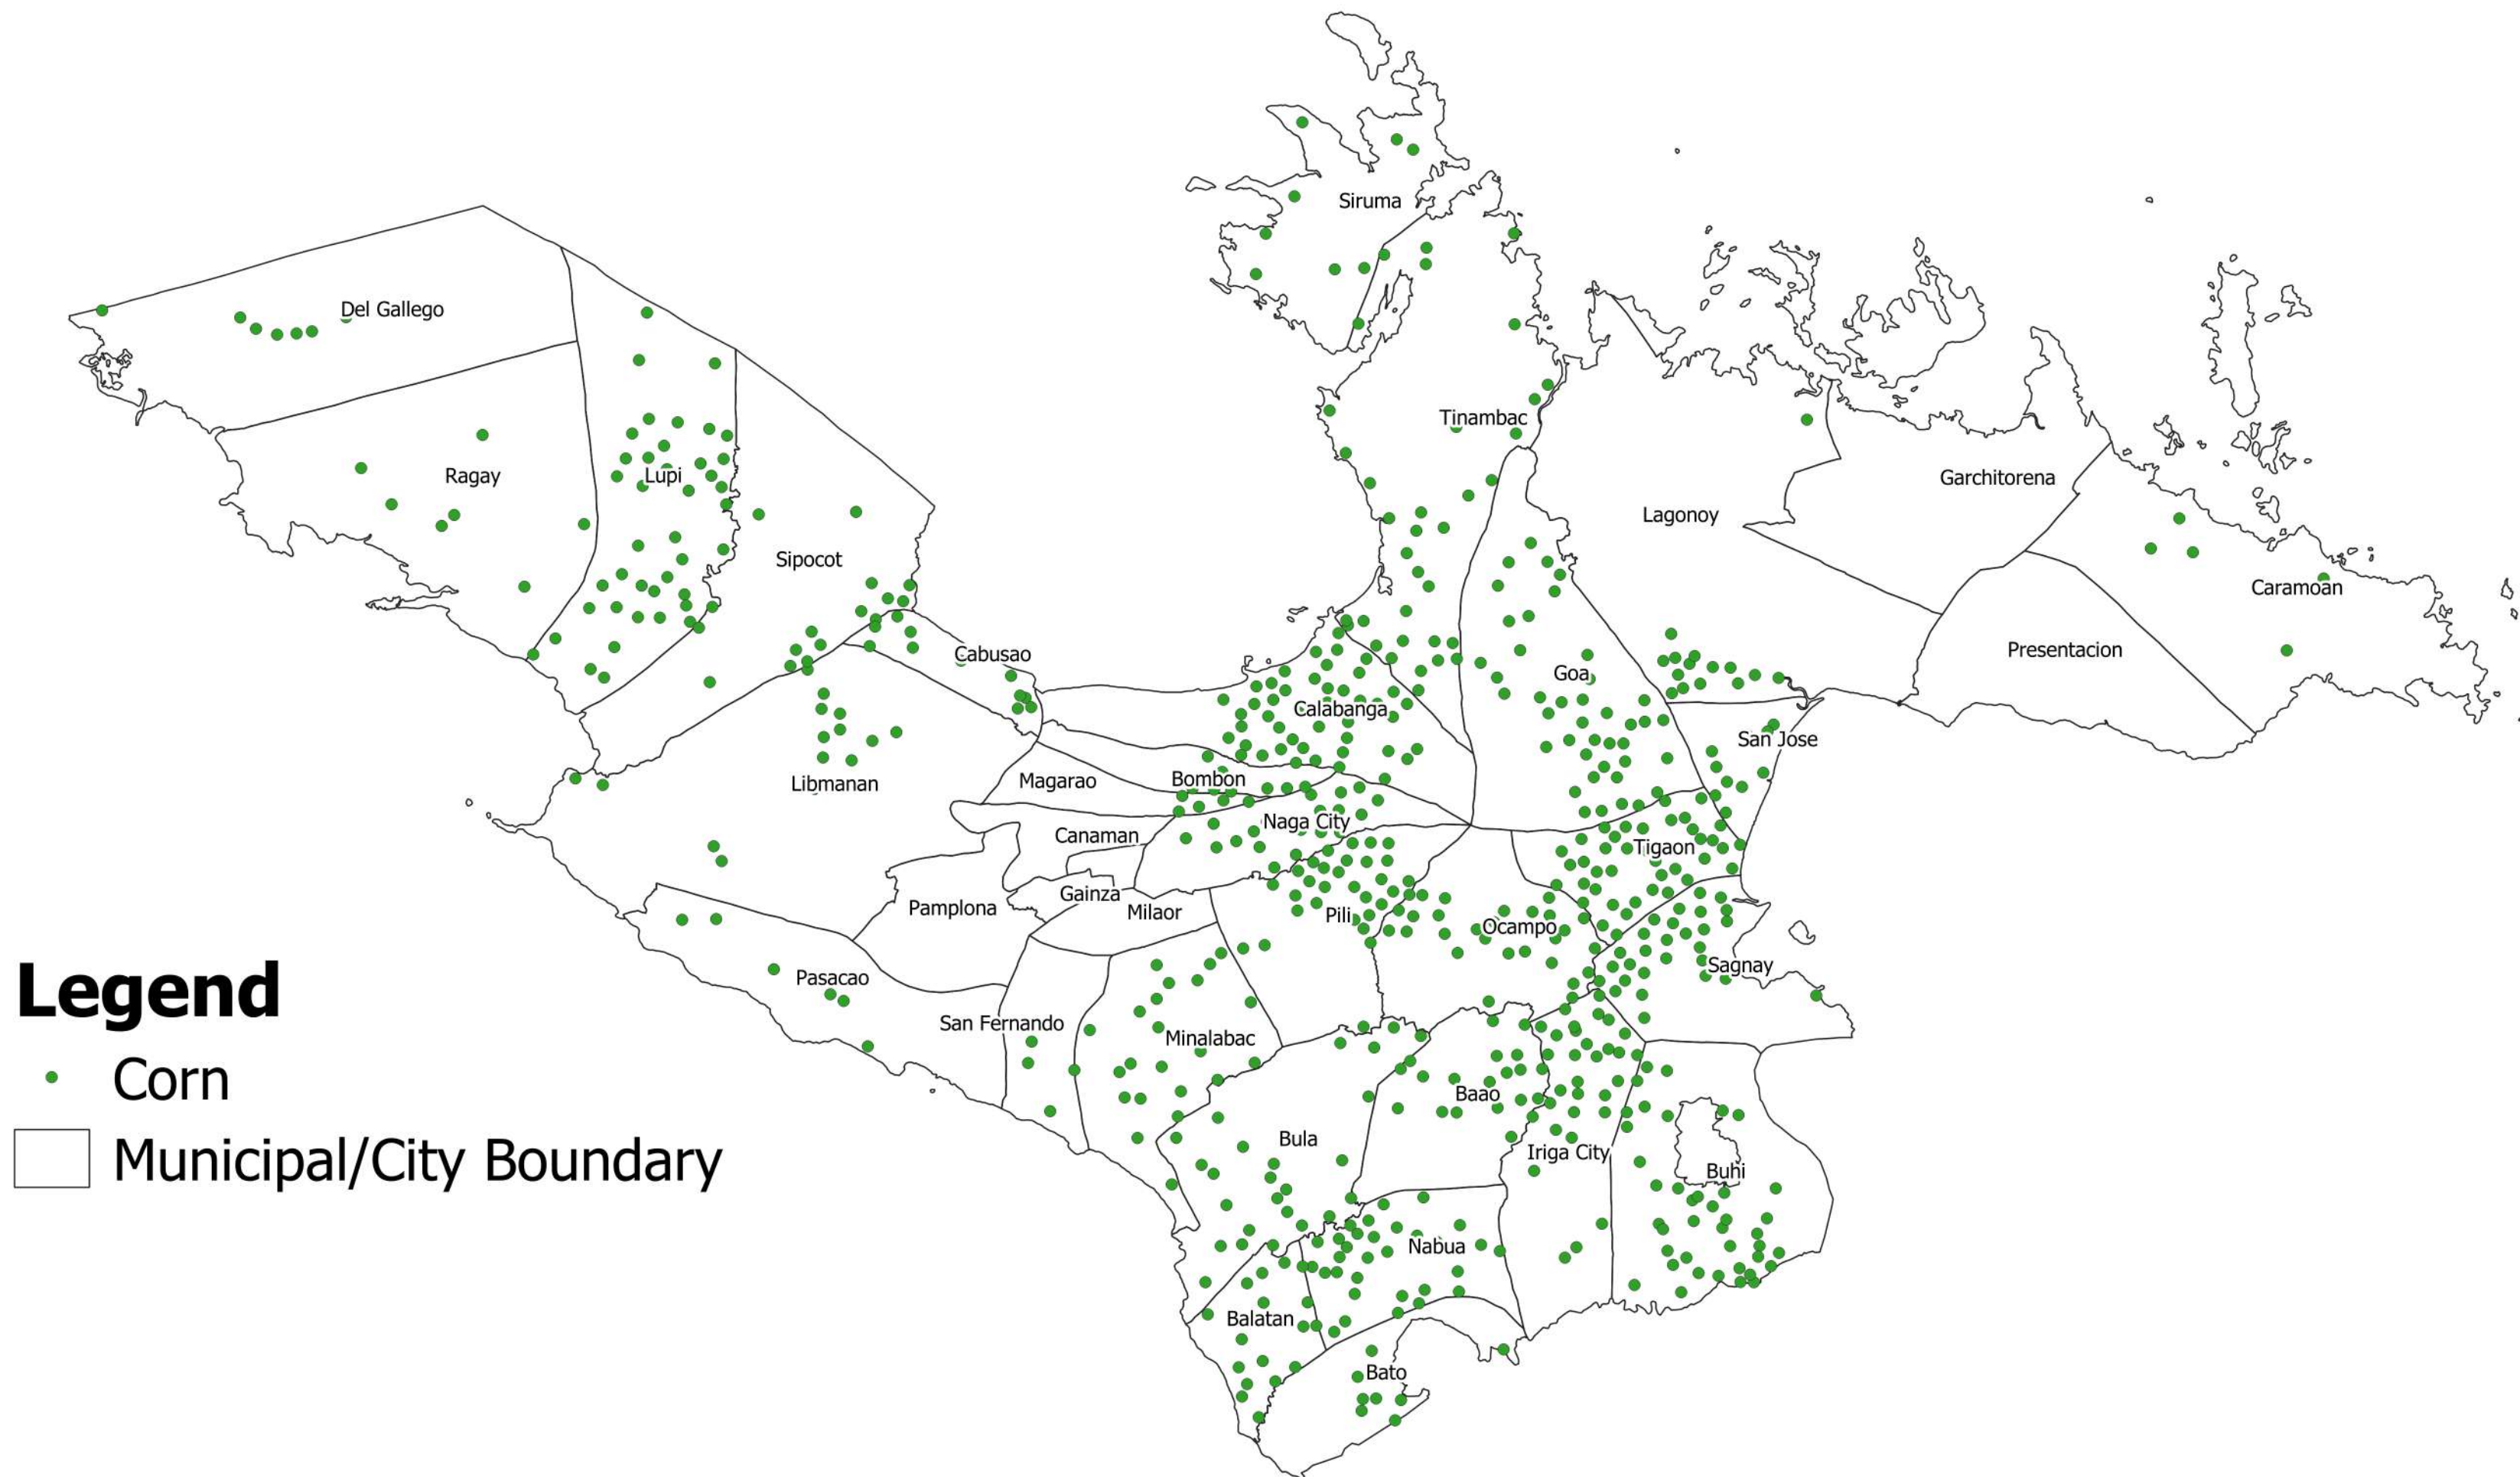 Siruma
Del Gallego
Tinambac
Ragay
Lupi
Garchitorena
Lagonoy
Sipocot
Caramoan
Cabusao
Presentacion
Goa
Calabanga
San Jose
Bombon
Magarao
Libmanan
Naga City
Canaman
Tigaon
Gainza
Pamplona
Milaor
Pili
Ocampo
Sagnay
Pasacao
Legend
San Fernando
Minalabac
Corn
Baao
Bula
Iriga City
Municipal/City Boundary
Buhi
Nabua
Balatan
Bato